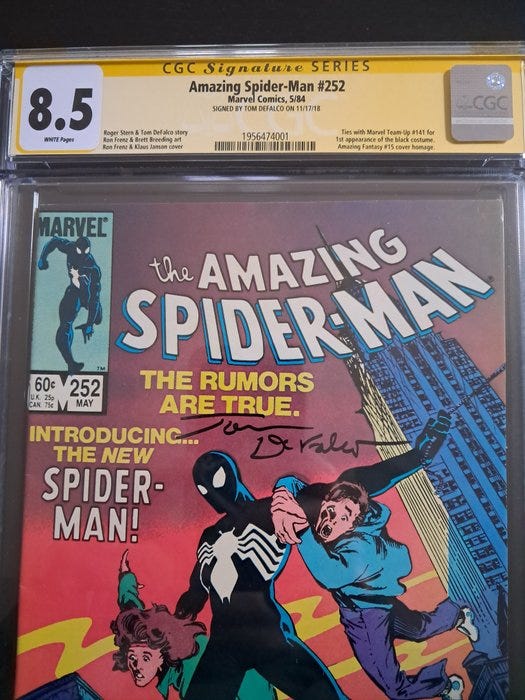 CGC Signature SERIES
8.5
WHITE Pages
Amazing Spider-Man #252
Marvel Comics, 5/84
SIGNED BY TOM DEFALCO ON 11/17/18
Roger Stern & Tom DeFalco story
Ron Frenz & Brett Breeding art
Ron Frenz & Klaus Janson cover
1956474001
Ties with Marvel Team-Up #141 for
1st appearance of the black costume.
Amazing Fantasy #15 cover homage.
CGC
MARVEL®
TM
60¢
U.K. 25p
CAN. 75¢
252
MAY
the AMAZING
SPIDER-MAN
THE RUMORS
ARE TRUE.
Tom
DeFalco
INTRODUCING...
THE NEW
SPIDER-
MAN!